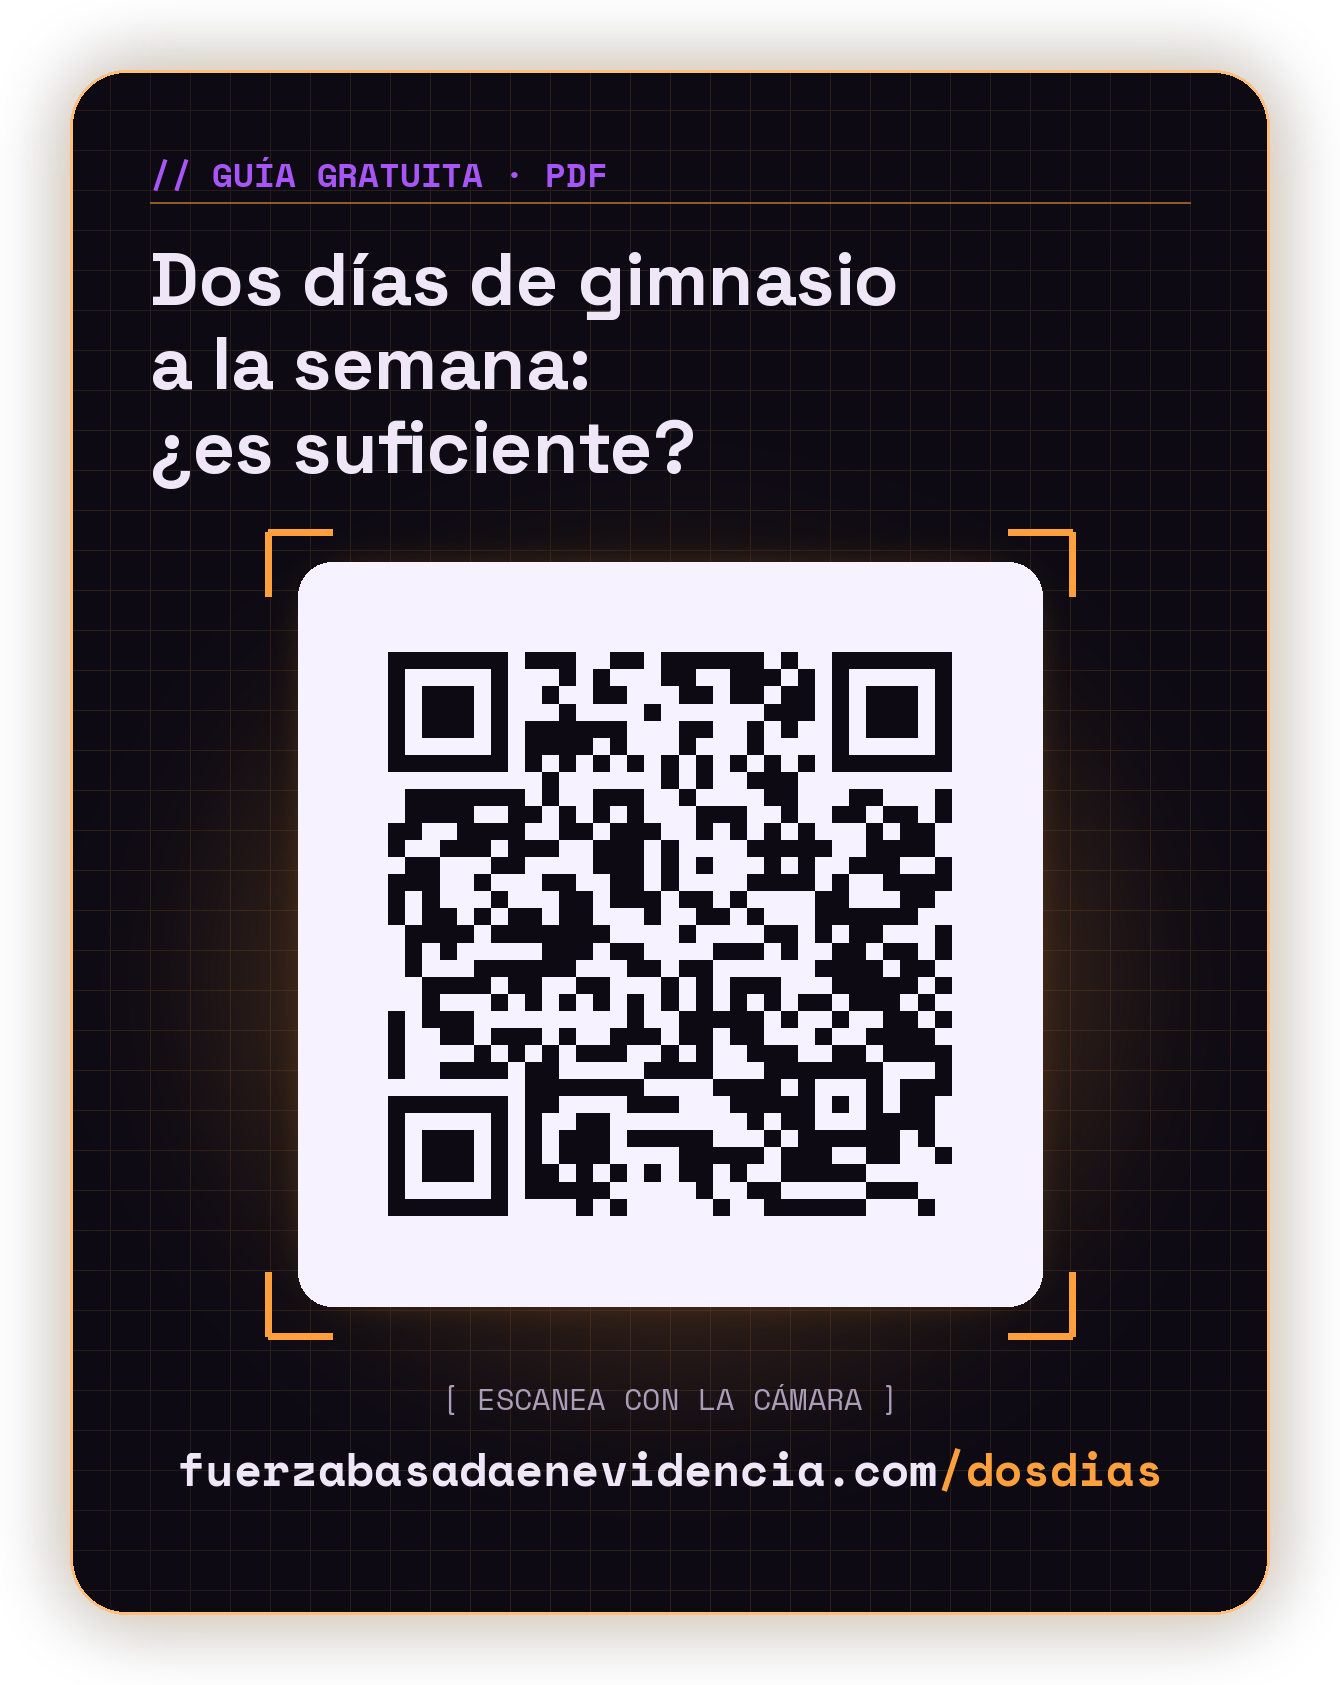 // GUÍA GRATUITA · PDF
Dos días de gimnasio
a la semana:
¿es suficiente?
[ ESCANEA CON LA CÁMARA ]
fuerzabasadaenevidencia.com/dosdias